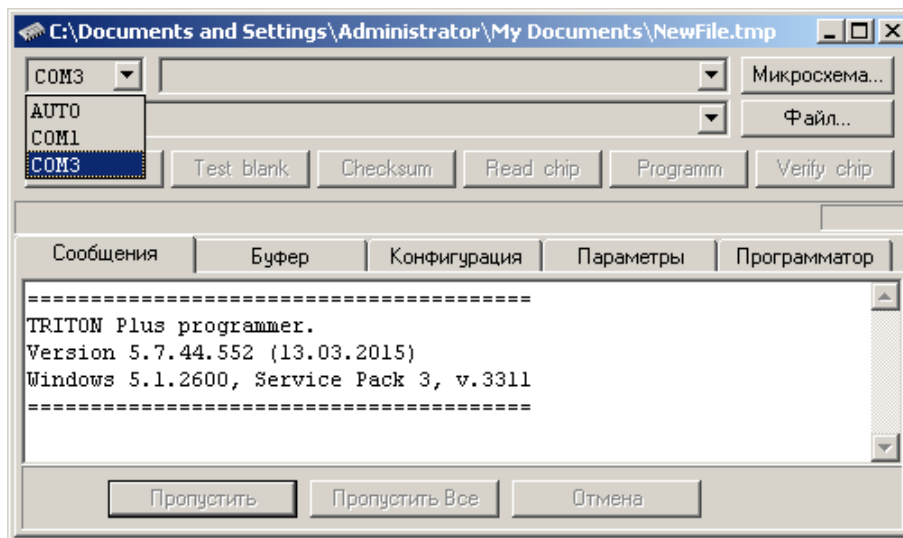 C:\Documents and Settings\Administrator\My Documents\NewFile.tmp
COM3
Микросхема...
AUTO
COM1
COM3
Файл...
Test blank
Checksum
Read chip
Programm
Verify chip
Сообщения
Буфер
Конфигурация
Параметры
Программатор
========================================
TRITON Plus programmer.
Version 5.7.44.552 (13.03.2015)
Windows 5.1.2600, Service Pack 3, v.3311
========================================
Пропустить
Пропустить Все
Отмена